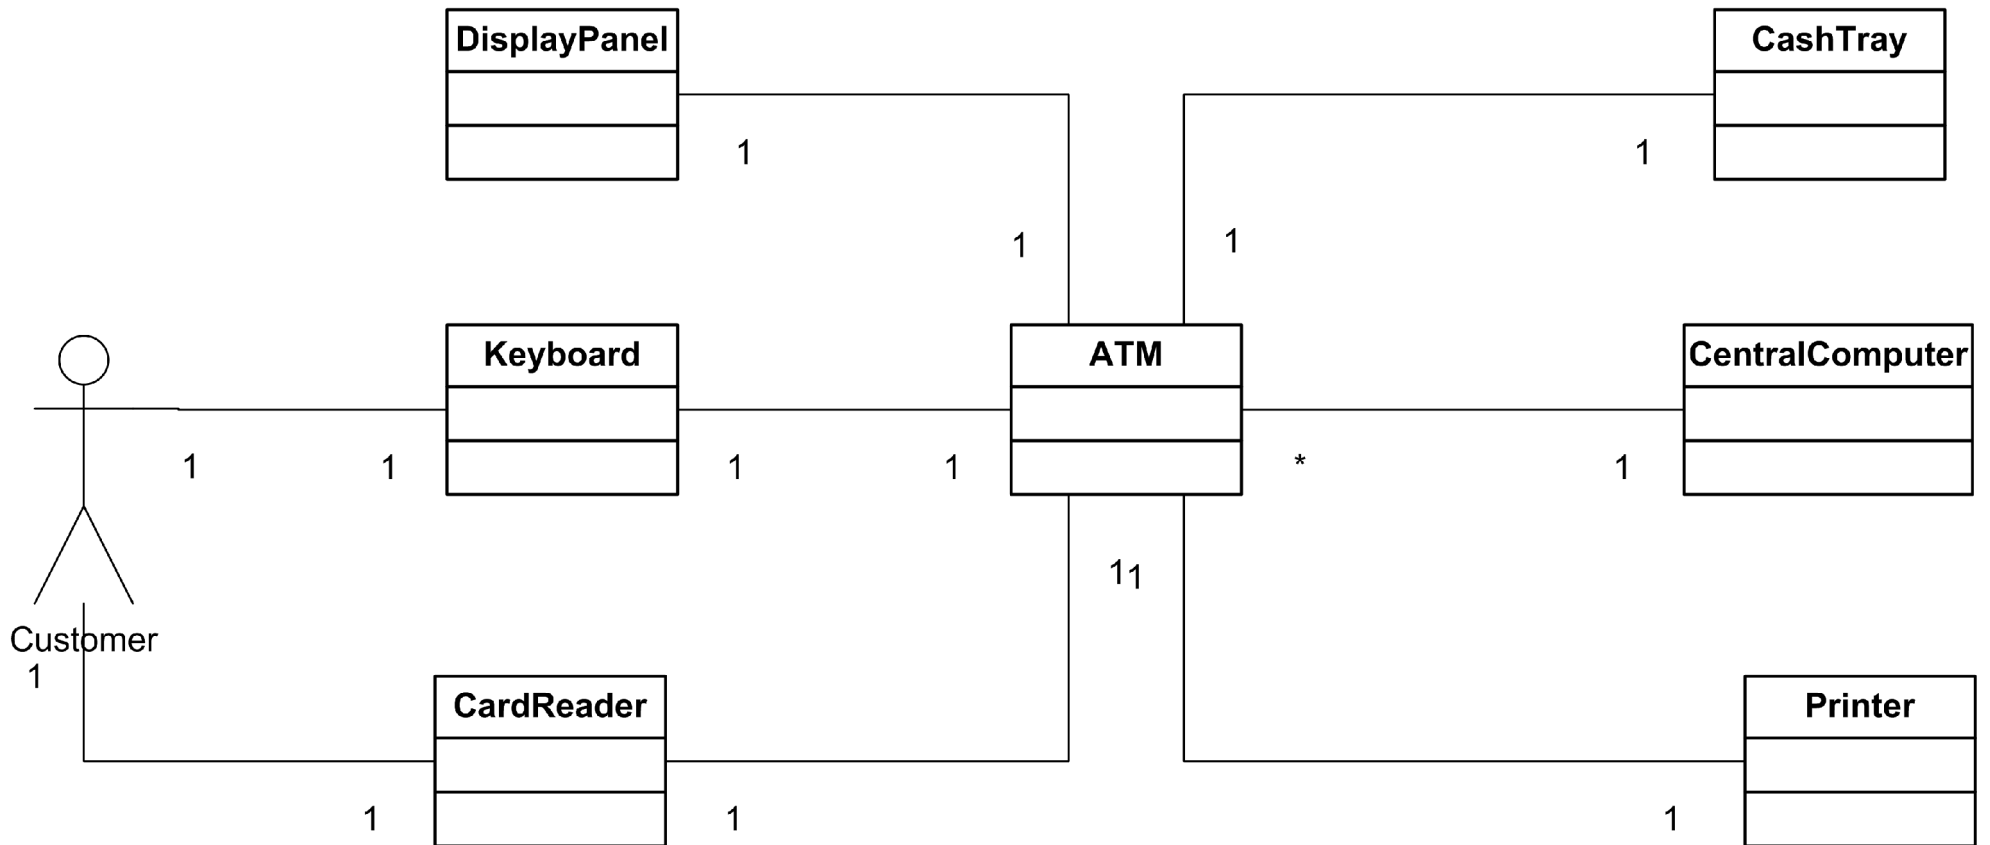 DisplayPanel
CashTray
1
1
1
1
Keyboard
ATM
CentralComputer
1
1
1
1
*
1
11
Customer
1
CardReader
Printer
1
1
1